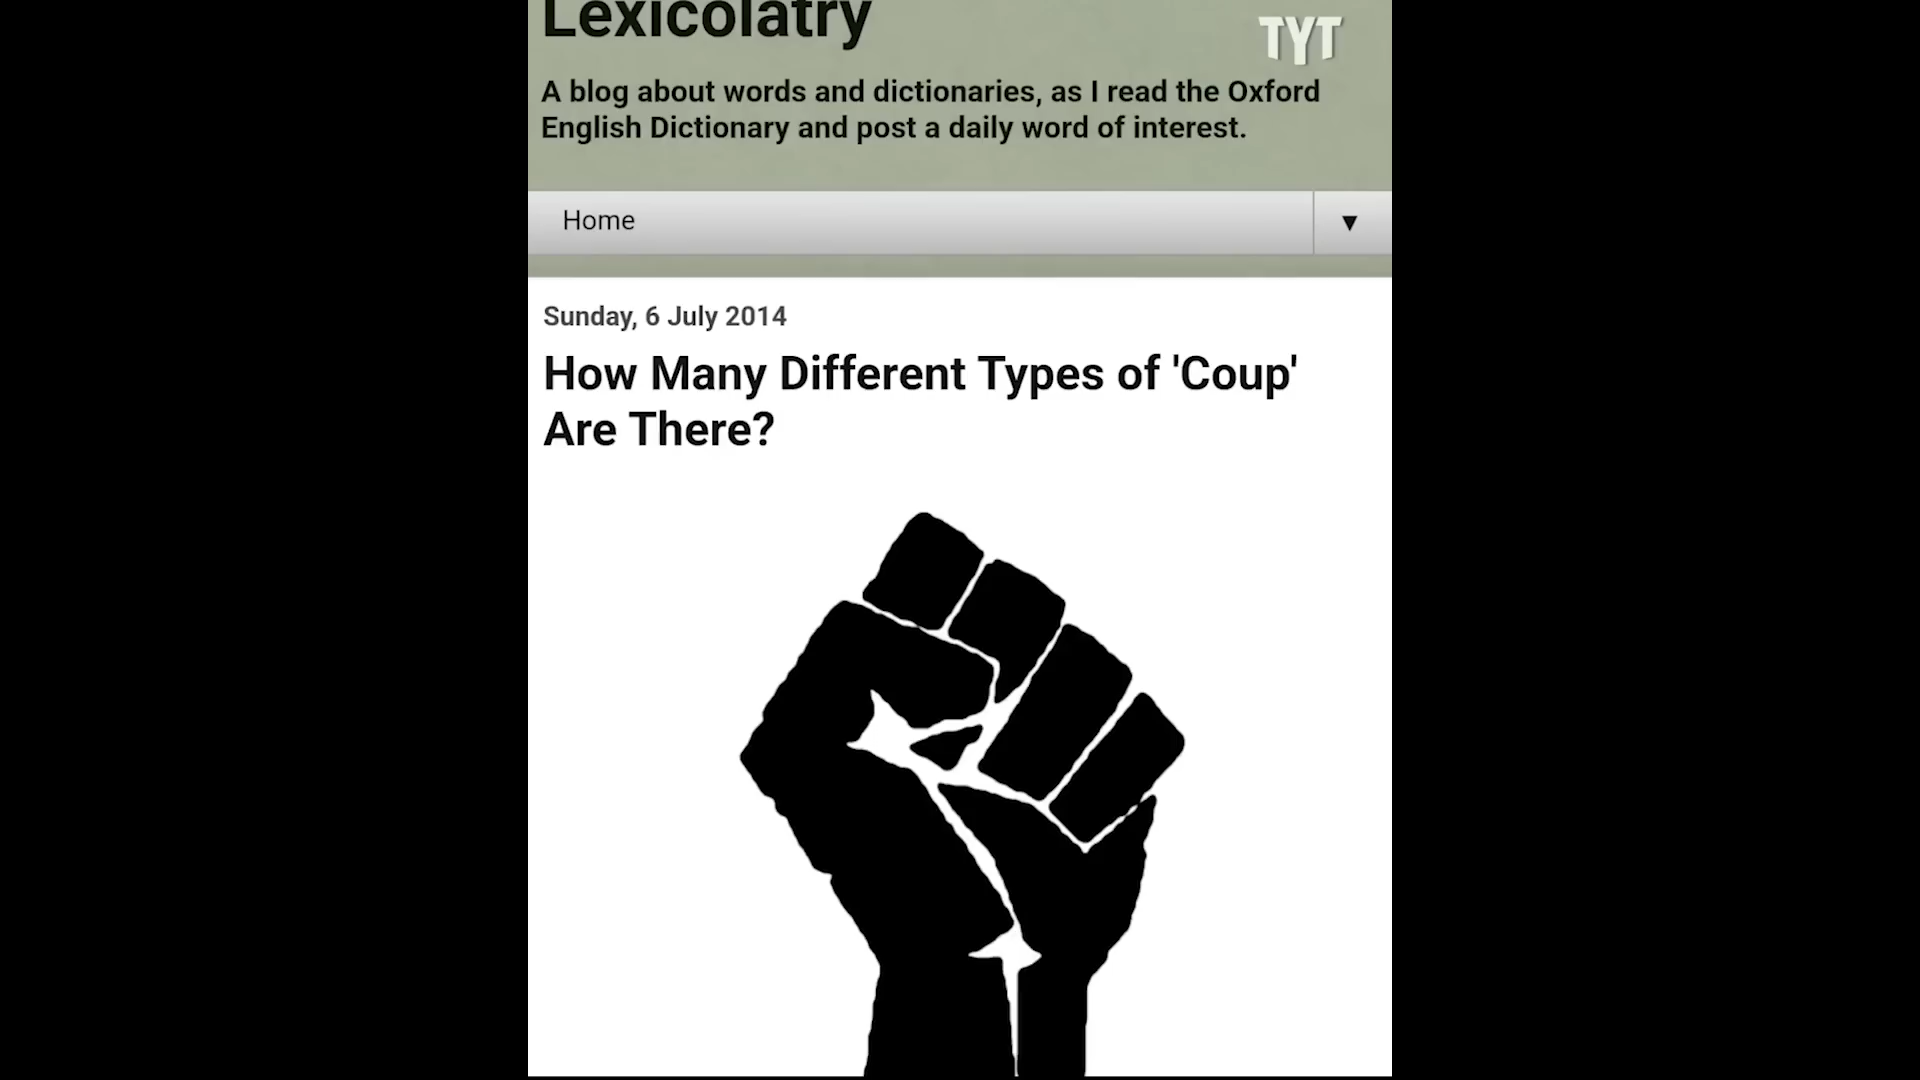 Lexicolatry
TYT
A blog about words and dictionaries, as I read the Oxford
English Dictionary and post a daily word of interest.
Home
Sunday, 6 July 2014
How Many Different Types of 'Coup'
Are There?